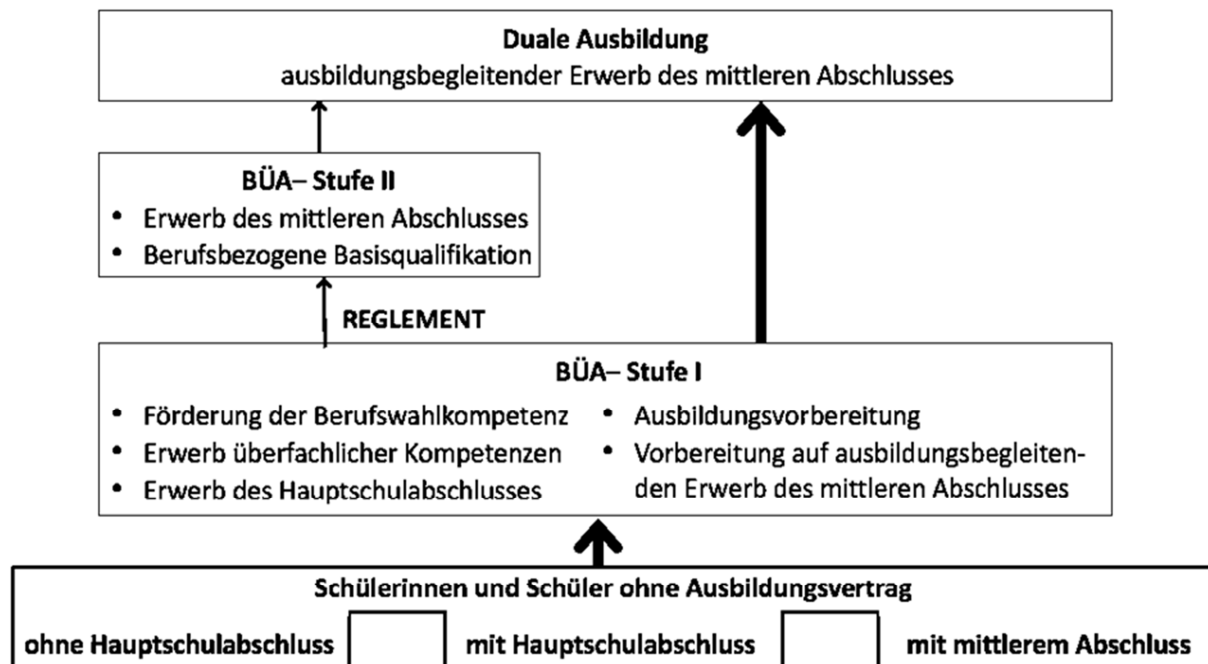 Duale Ausbildung
ausbildungsbegleitender Erwerb des mittleren Abschlusses
BÜA– Stufe II
• Erwerb des mittleren Abschlusses
• Berufsbezogene Basisqualifikation
REGLEMENT
BÜA– Stufe I
• Förderung der Berufswahlkompetenz
• Erwerb überfachlicher Kompetenzen
• Erwerb des Hauptschulabschlusses
• Ausbildungsvorbereitung
• Vorbereitung auf ausbildungsbegleiten-
den Erwerb des mittleren Abschlusses
Schülerinnen und Schüler ohne Ausbildungsvertrag
ohne Hauptschulabschluss mit Hauptschulabschluss mit mittlerem Abschluss